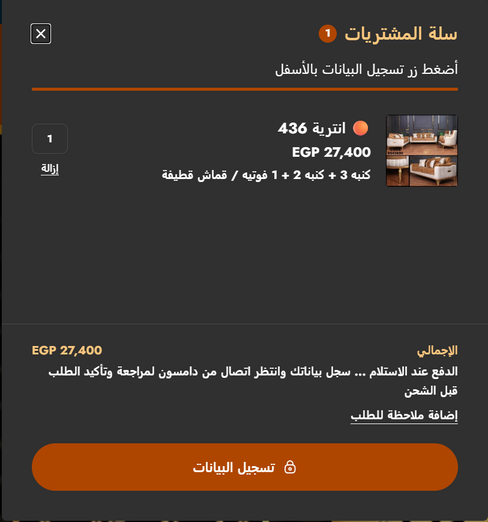 سلة المشتريات 1
أضغط زر تسجيل البيانات بالأسفل
انترية 436
EGP 27,400
كنبه 3 + كنبه 2 + 1 فوتيه / قماش قطيفة
1
إزالة
الإجمالي
EGP 27,400
الدفع عند الاستلام ... سجل بياناتك وانتظر اتصال من دامسون لمراجعة وتأكيد الطلب
قبل الشحن
إضافة ملاحظة للطلب
تسجيل البيانات